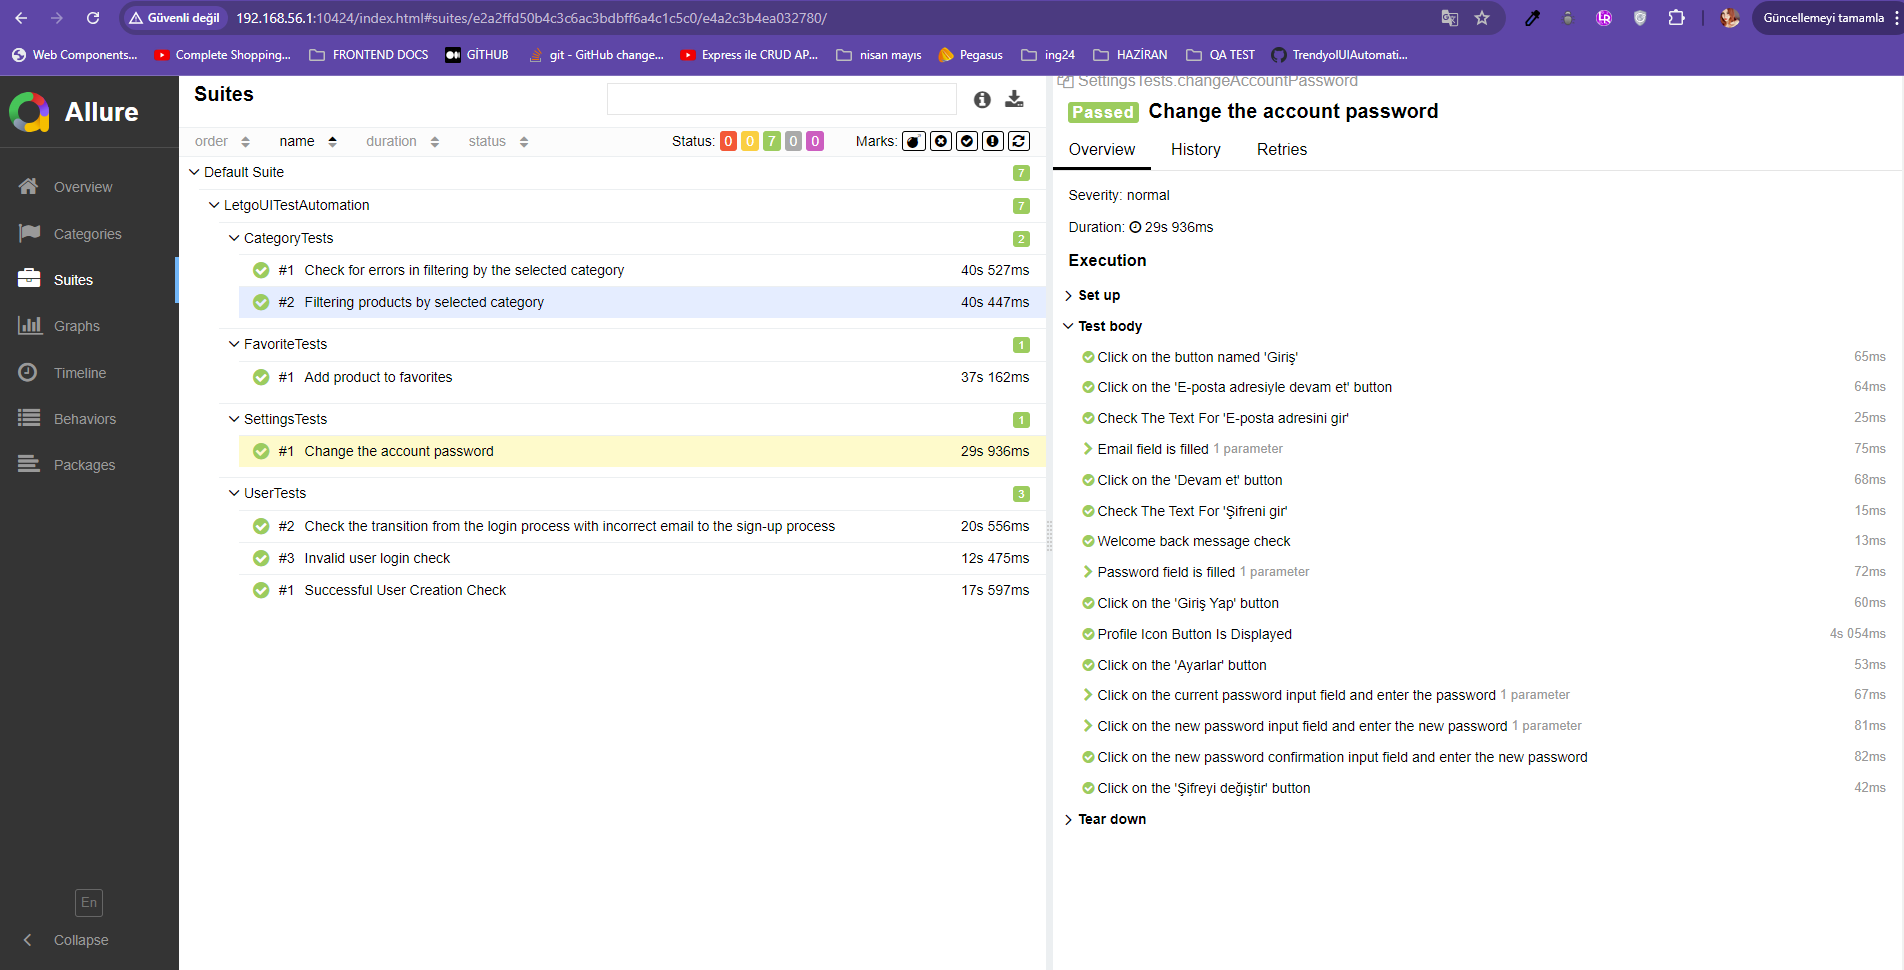 Güvenli değil 192.168.56.1:10424/index.html#suites/e2a2ffd50b4c3c6ac3bdbff6a4c1c5c0/e4a2c3b4ea032780/ Güncellemeyi tamamla
Web Components... Complete Shopping... FRONTEND DOCS GİTHUB git - GitHub change... Express ile CRUD AP... nisan mayıs Pegasus ing24 HAZİRAN QA TEST TrendyolUIAutomati...
Allure
Overview
Categories
Suites
Graphs
Timeline
Behaviors
Packages
En
Collapse
Suites
order name duration status Status: 0 0 7 0 0 Marks:
Default Suite 7
LetgoUITestAutomation 7
CategoryTests 2
#1 Check for errors in filtering by the selected category 40s 527ms
#2 Filtering products by selected category 40s 447ms
FavoriteTests 1
#1 Add product to favorites 37s 162ms
SettingsTests 1
#1 Change the account password 29s 936ms
UserTests 3
#2 Check the transition from the login process with incorrect email to the sign-up process 20s 556ms
#3 Invalid user login check 12s 475ms
#1 Successful User Creation Check 17s 597ms
SettingsTests.changeAccountPassword
Passed Change the account password
Overview History Retries
Severity: normal
Duration: 29s 936ms
Execution
Set up
Test body
Click on the button named 'Giriş' 65ms
Click on the 'E-posta adresiyle devam et' button 64ms
Check The Text For 'E-posta adresini gir' 25ms
Email field is filled 1 parameter 75ms
Click on the 'Devam et' button 68ms
Check The Text For 'Şifreni gir' 15ms
Welcome back message check 13ms
Password field is filled 1 parameter 72ms
Click on the 'Giriş Yap' button 60ms
Profile Icon Button Is Displayed 4s 054ms
Click on the 'Ayarlar' button 53ms
Click on the current password input field and enter the password 1 parameter 67ms
Click on the new password input field and enter the new password 1 parameter 81ms
Click on the new password confirmation input field and enter the new password 82ms
Click on the 'Şifreyi değiştir' button 42ms
Tear down